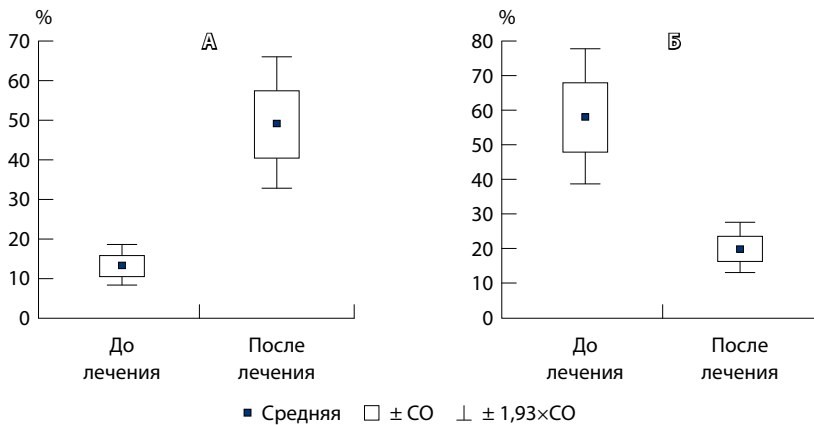 %
А
70
60
50
40
30
20
10
0
До
лечения
После
лечения
%
Б
80
70
60
50
40
30
20
10
0
До
лечения
После
лечения
Средняя ± СО ± 1,93×СО